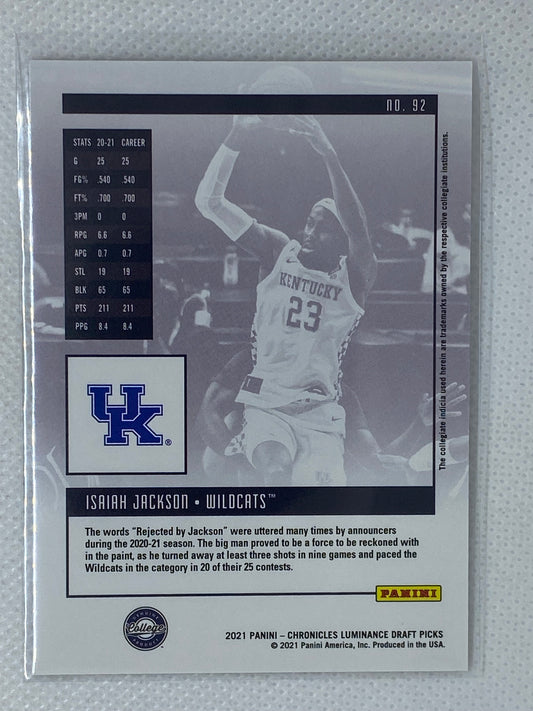 NO. 92
STATS 20-21 CAREER
G 25 25
FG% .540 .540
FT% .700 .700
3PM 0 0
RPG 6.6 6.6
APG 0.7 0.7
STL 19 19
BLK 65 65
PTS 211 211
PPG 8.4 8.4
KENTUCKY
23
The collegiate indicia used herein are trademarks owned by the respective collegiate institutions.
UK®
ISAIAH JACKSON • WILDCATS™
The words "Rejected by Jackson" were uttered many times by announcers
during the 2020-21 season. The big man proved to be a force to be reckoned with
in the paint, as he turned away at least three shots in nine games and paced the
Wildcats in the category in 20 of their 25 contests.
PANINI
GENUINE
College
PRODUCT
2021 PANINI – CHRONICLES LUMINANCE DRAFT PICKS
© 2021 Panini America, Inc. Produced in the USA.